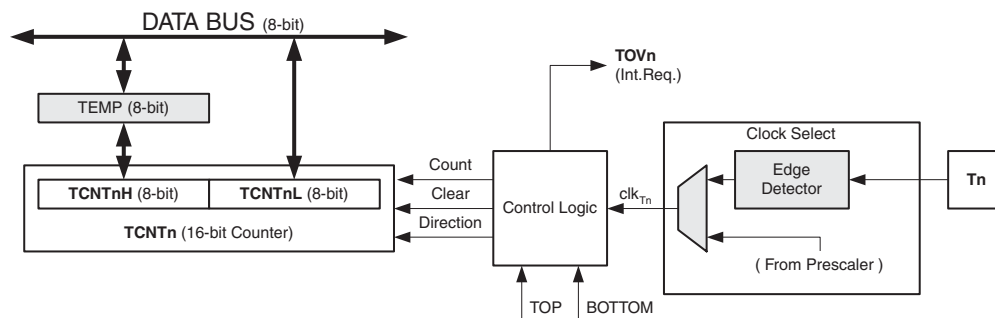 DATA BUS (8-bit)
TEMP (8-bit)
TCNTnH (8-bit)
TCNTnL (8-bit)
TCNTn (16-bit Counter)
Count
Clear
Direction
Control Logic
TOVn
(Int.Req.)
TOP
BOTTOM
clkTn
Clock Select
Edge
Detector
( From Prescaler )
Tn